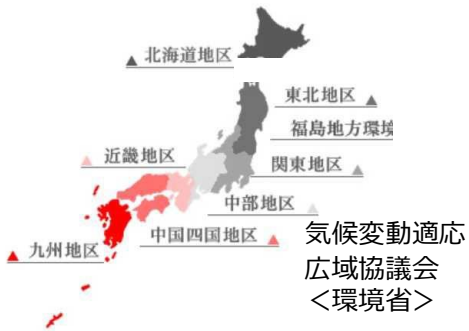 ▲ 北海道地区
東北地区 ▲
福島地方環境
▲ 近畿地区
関東地区 ▲
中部地区 ▲
▲ 九州地区
中国四国地区 ▲
気候変動適応
広域協議会
＜環境省＞